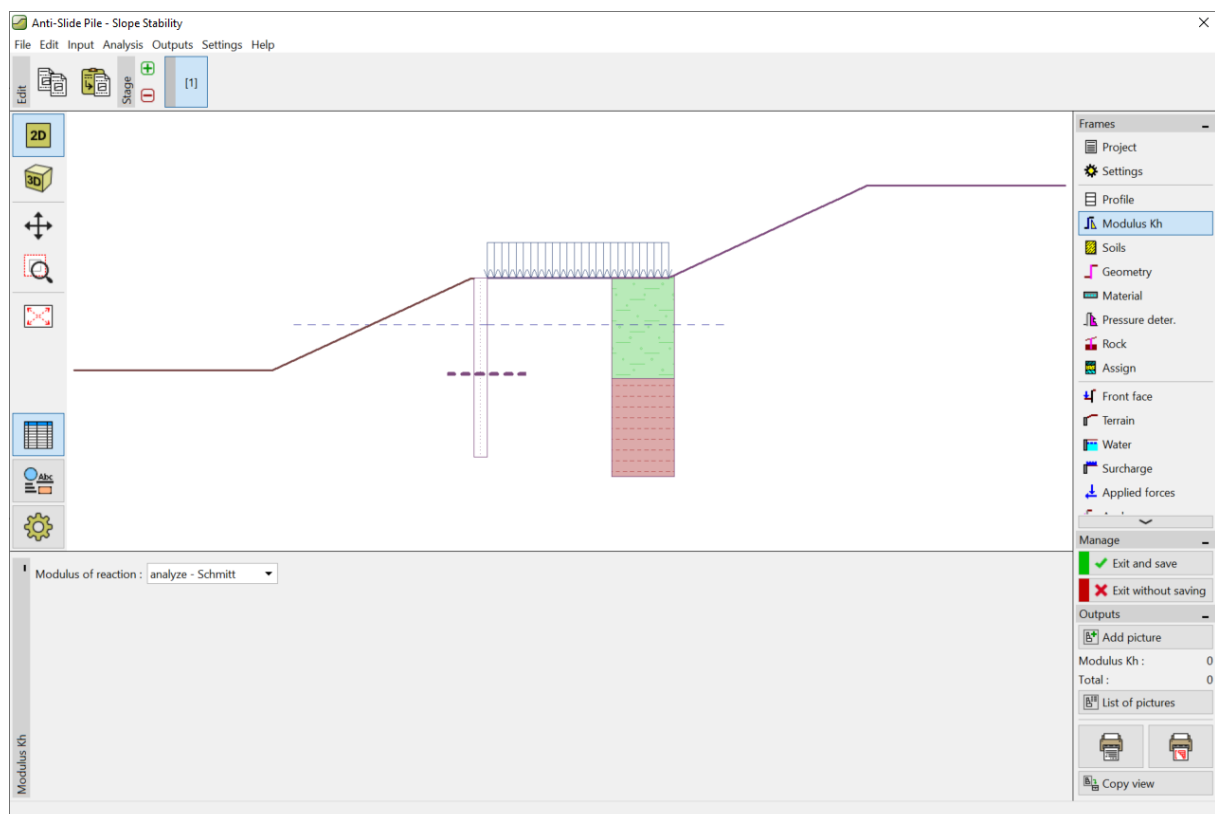 Anti-Slide Pile - Slope Stability
File Edit Input Analysis Outputs Settings Help
Edit
Stage
[1]
2D
3D
Abc
Frames
Project
Settings
Profile
Modulus Kh
Soils
Geometry
Material
Pressure deter.
Rock
Assign
Front face
Terrain
Water
Surcharge
Applied forces
Manage
Exit and save
Exit without saving
Outputs
Add picture
Modulus Kh : 0
Total : 0
List of pictures
Copy view
Modulus of reaction : analyze - Schmitt
Modulus Kh